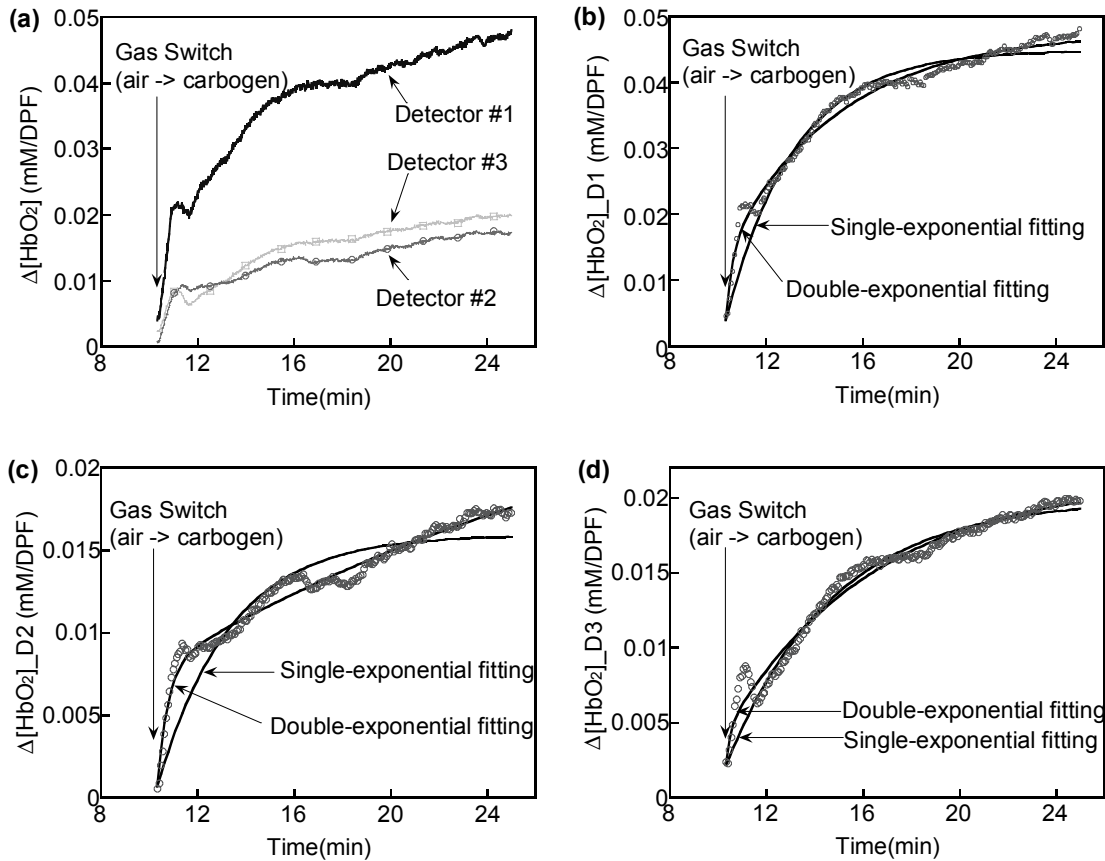 (a)
0.05
0.04
0.03
0.02
0.01
0
Δ[HbO₂] (mM/DPF)
Gas Switch
(air -> carbogen)
Detector #1
Detector #3
Detector #2
8 12 16 20 24
Time(min)
(b)
0.05
0.04
0.03
0.02
0.01
0
Δ[HbO₂]_D1 (mM/DPF)
Gas Switch
(air -> carbogen)
Single-exponential fitting
Double-exponential fitting
8 12 16 20 24
Time(min)
(c)
0.02
0.015
0.01
0.005
0
Δ[HbO₂]_D2 (mM/DPF)
Gas Switch
(air -> carbogen)
Single-exponential fitting
Double-exponential fitting
8 12 16 20 24
Time(min)
(d)
0.02
0.015
0.01
0.005
0
Δ[HbO₂]_D3 (mM/DPF)
Gas Switch
(air -> carbogen)
Double-exponential fitting
Single-exponential fitting
8 12 16 20 24
Time(min)